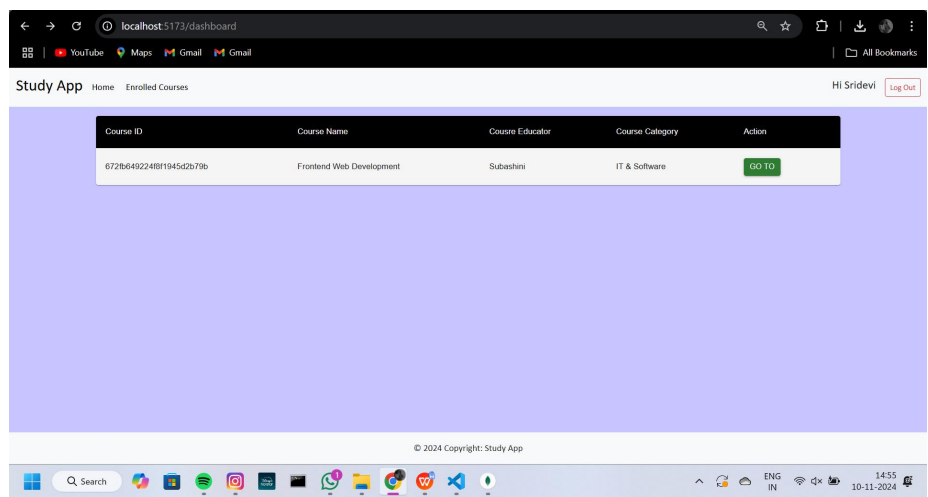 localhost:5173/dashboard
YouTube Maps Gmail Gmail All Bookmarks
Study App Home Enrolled Courses Hi Sridevi Log Out
Course ID Course Name Cousre Educator Course Category Action
672fb649224f8f1945d2b79b Frontend Web Development Subashini IT & Software GO TO
© 2024 Copyright: Study App
Search ENG 14:55
IN 10-11-2024